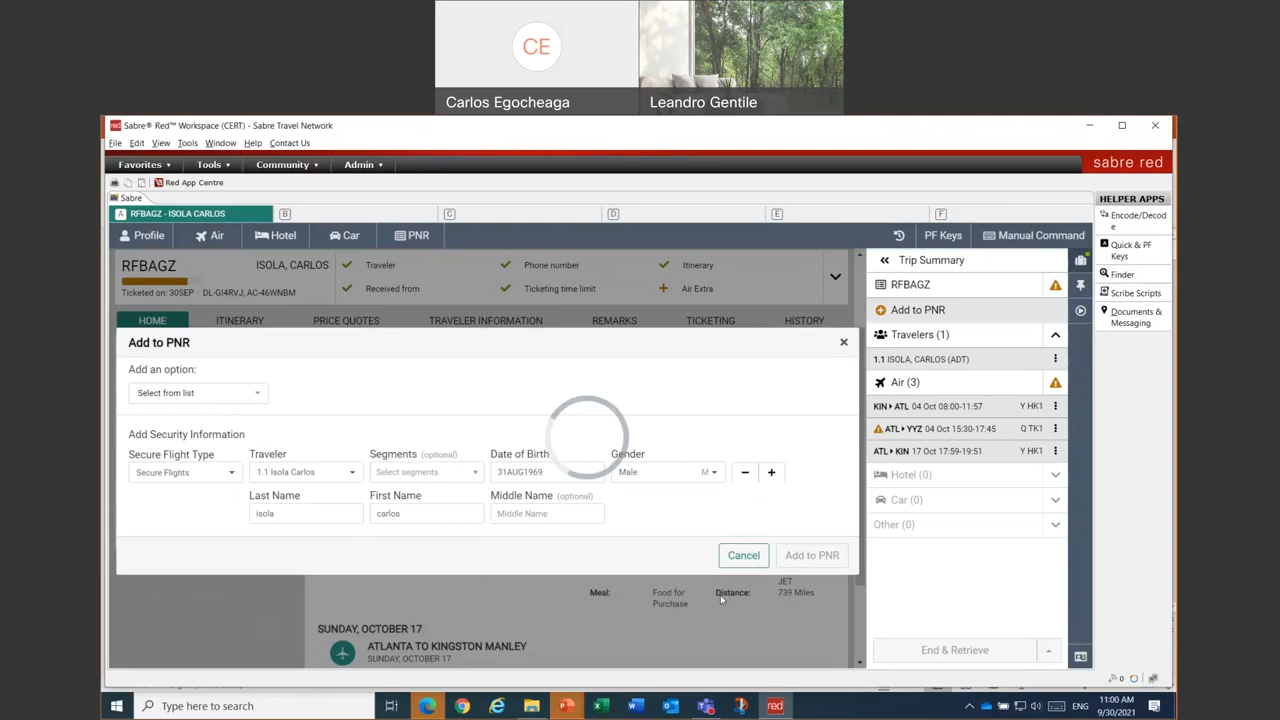 CE
Carlos Egocheaga
Leandro Gentile
red Sabre® Red™ Workspace (CERT) - Sabre Travel Network
File Edit View Tools Window Help Contact Us
Favorites Tools Community Admin
sabre red
Red App Centre
Sabre
HELPER APPS
A RFBAGZ - ISOLA CARLOS B C D E F
Encode/Decod
e
Quick & PF
Keys
Finder
Scribe Scripts
Documents &
Messaging
Profile Air Hotel Car PNR PF Keys Manual Command
RFBAGZ ISOLA, CARLOS
Traveler Phone number Itinerary
Ticketed on: 30SEP DL-GI4RVJ, AC-46WNBM
Received from Ticketing time limit Air Extra
HOME ITINERARY PRICE QUOTES TRAVELER INFORMATION REMARKS TICKETING HISTORY
Trip Summary
RFBAGZ
Add to PNR
Travelers (1)
1.1 ISOLA, CARLOS (ADT)
Air (3)
KIN ATL 04 Oct 08:00-11:57 Y HK1
ATL YYZ 04 Oct 15:30-17:45 Q TK1
ATL KIN 17 Oct 17:59-19:51 Y HK1
Hotel (0)
Car (0)
Other (0)
End & Retrieve
Add to PNR
Add an option:
Select from list
Add Security Information
Secure Flight Type Traveler Segments (optional) Date of Birth Gender
Secure Flights 1.1 Isola Carlos Select segments 31AUG1969 Male M
Last Name First Name Middle Name (optional)
isola carlos Middle Name
Cancel Add to PNR
JET
Meal: Food for Distance: 739 Miles
Purchase
SUNDAY, OCTOBER 17
ATLANTA TO KINGSTON MANLEY
SUNDAY, OCTOBER 17
0
Type here to search
ENG
11:00 AM
9/30/2021
red